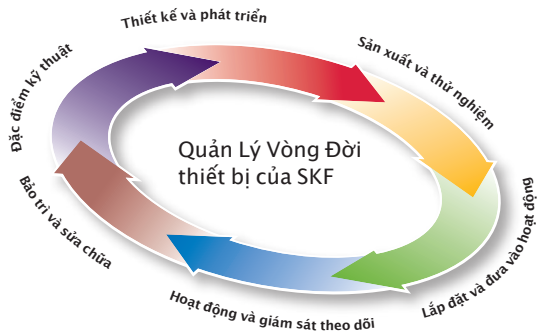 Thiết kế và phát triển
Sản xuất và thử nghiệm
Đặc điểm kỹ thuật
Quản Lý Vòng Đời
thiết bị của SKF
Bảo trì và sửa chữa
Lắp đặt và đưa vào hoạt động
Hoạt động và giám sát theo dõi